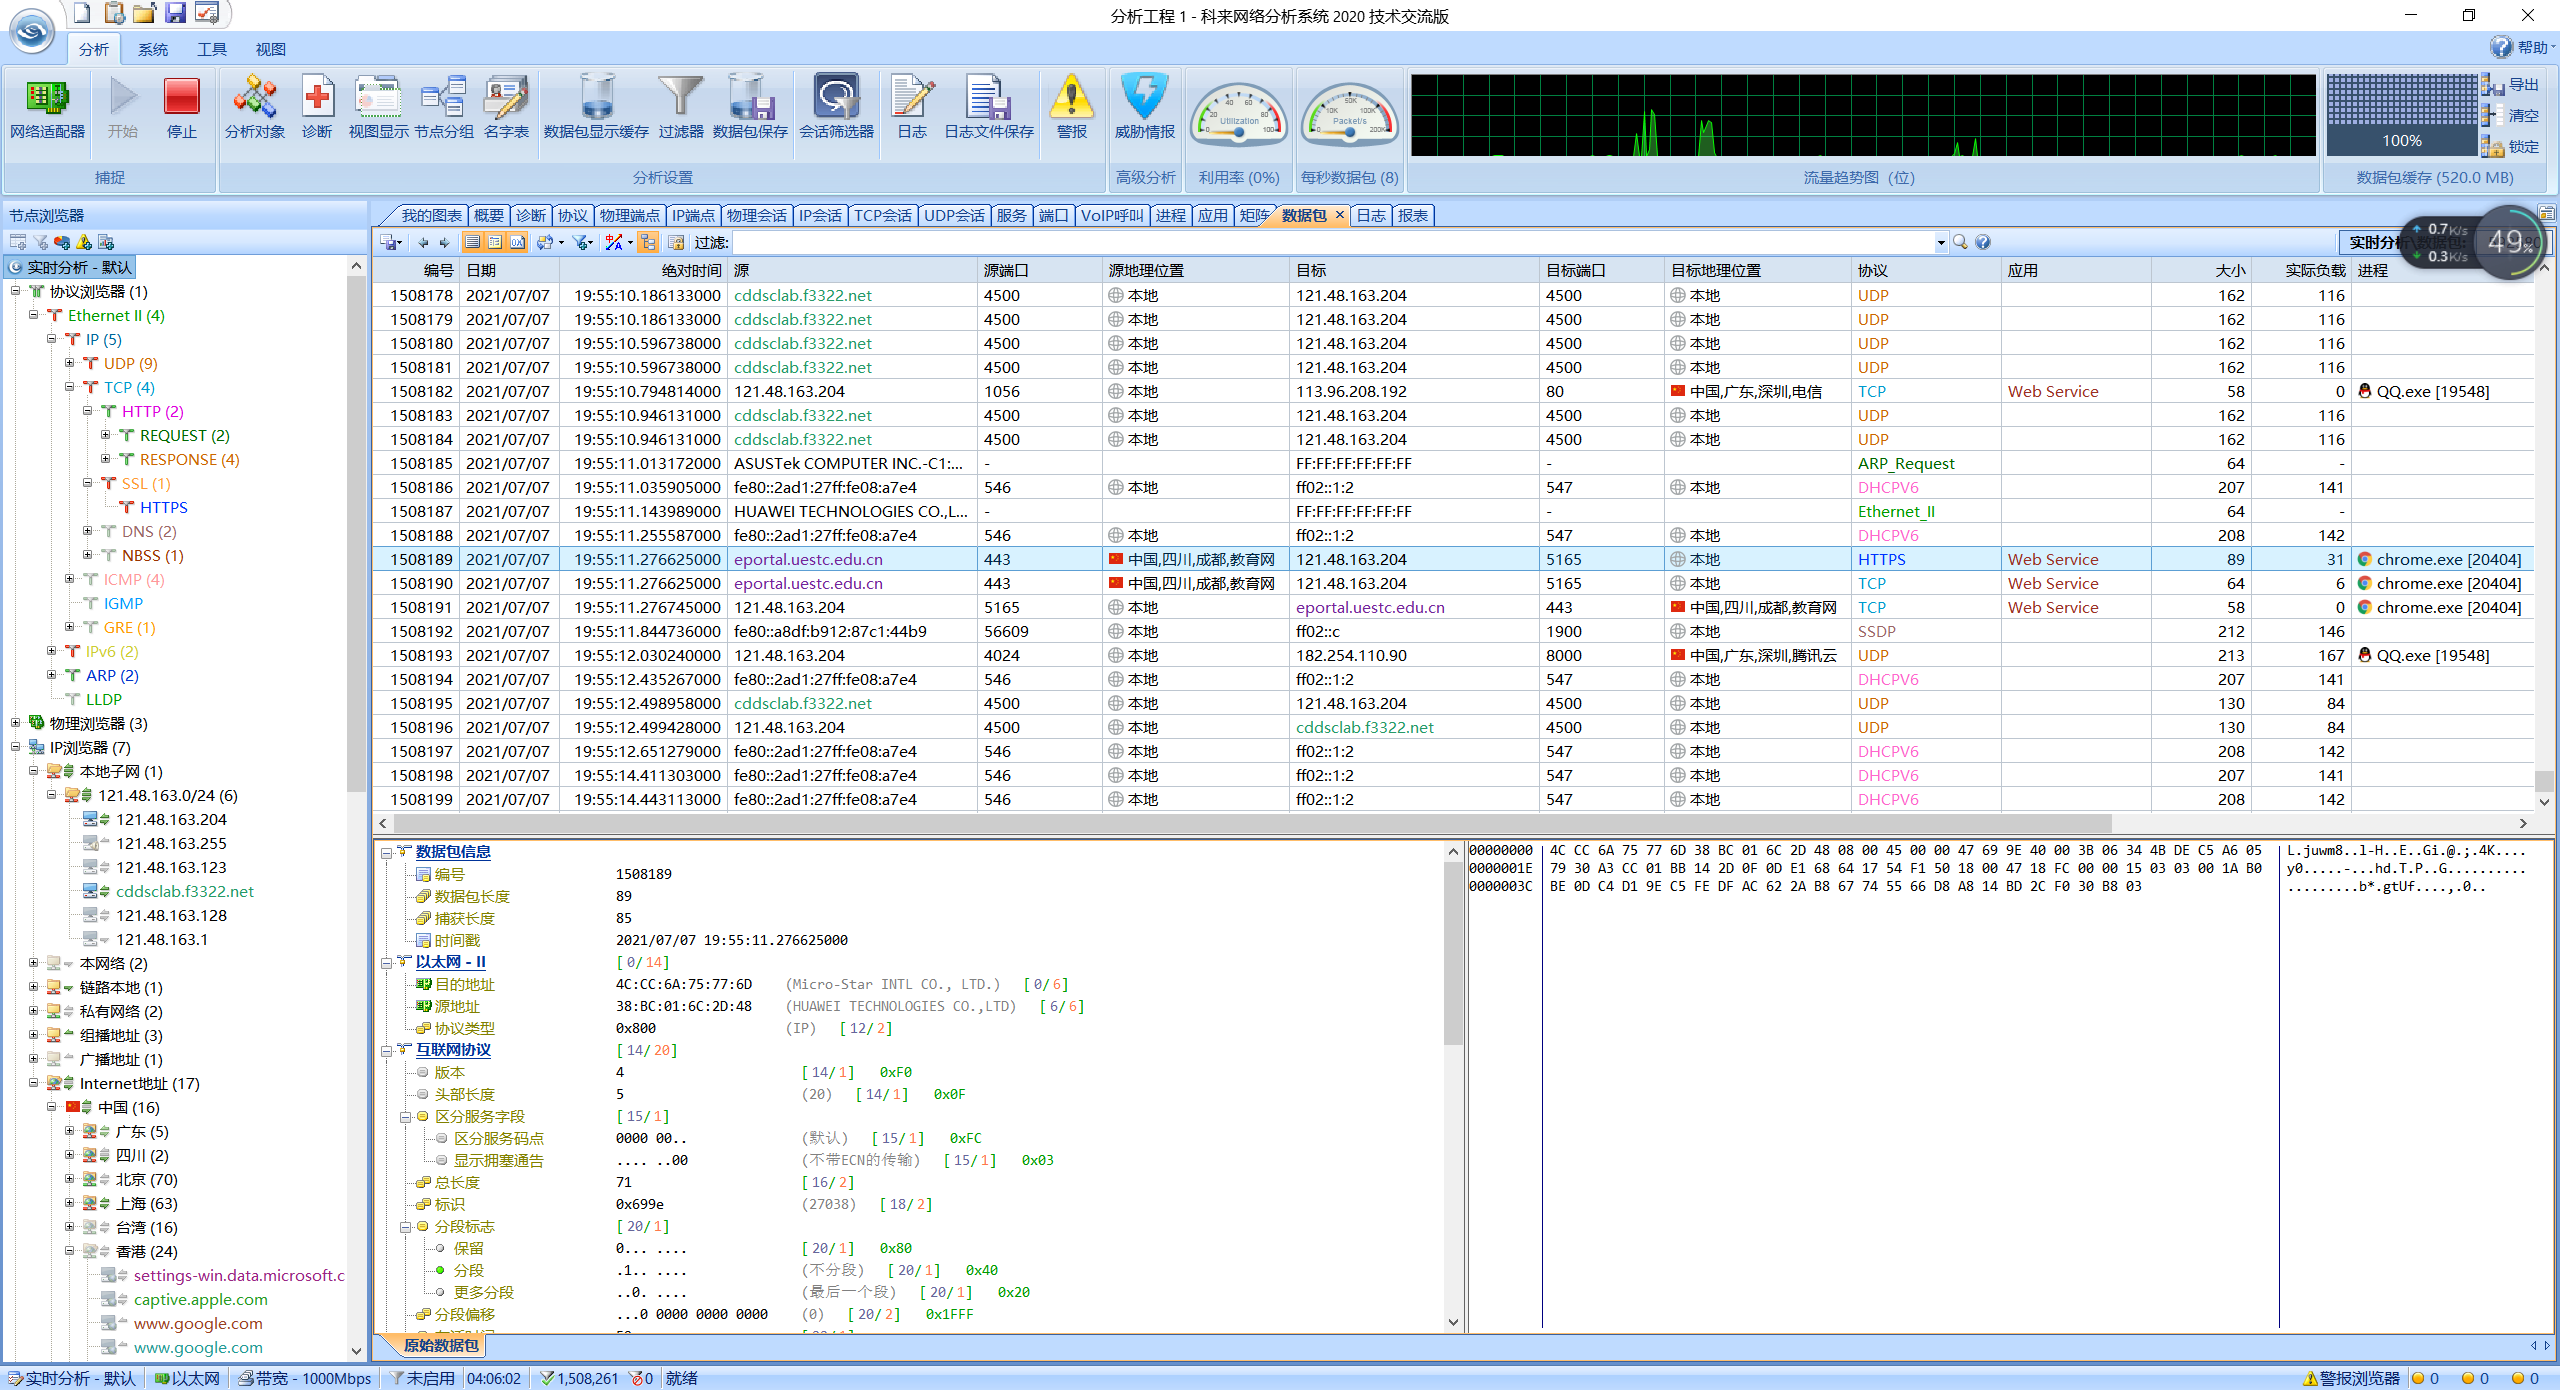 分析工程 1 - 科来网络分析系统 2020 技术交流版
分析 系统 工具 视图 帮助
网络适配器 开始 停止 分析对象 诊断 视图显示 节点分组 名字表 数据包显示缓存 过滤器 数据包保存 会话筛选器 日志 日志文件保存 警报 威胁情报 100% 导出 清空 锁定
捕捉 分析设置 高级分析 利用率 (0%) 每秒数据包 (8) 流量趋势图（位） 数据包缓存 (520.0 MB)
节点浏览器
实时分析 - 默认
协议浏览器 (1)
Ethernet II (4)
IP (5)
UDP (9)
TCP (4)
HTTP (2)
REQUEST (2)
RESPONSE (4)
SSL (1)
HTTPS
DNS (2)
NBSS (1)
ICMP (4)
IGMP
GRE (1)
IPv6 (2)
ARP (2)
LLDP
物理浏览器 (3)
IP浏览器 (7)
本地子网 (1)
121.48.163.0/24 (6)
121.48.163.204
121.48.163.255
121.48.163.123
cddsclab.f3322.net
121.48.163.128
121.48.163.1
本网络 (2)
链路本地 (1)
私有网络 (2)
组播地址 (3)
广播地址 (1)
Internet地址 (17)
中国 (16)
广东 (5)
四川 (2)
北京 (70)
上海 (63)
台湾 (16)
香港 (24)
settings-win.data.microsoft.c
captive.apple.com
www.google.com
www.google.com
我的图表 概要 诊断 协议 物理端点 IP端点 物理会话 IP会话 TCP会话 UDP会话 服务 端口 VoIP呼叫 进程 应用 矩阵 数据包 日志 报表
过滤: 0.7K/s 0.3K/s 49%
编号 日期 绝对时间 源 源端口 源地理位置 目标 目标端口 目标地理位置 协议 应用 大小 实际负载 进程
1508178 2021/07/07 19:55:10.186133000 cddsclab.f3322.net 4500 本地 121.48.163.204 4500 本地 UDP 162 116
1508179 2021/07/07 19:55:10.186133000 cddsclab.f3322.net 4500 本地 121.48.163.204 4500 本地 UDP 162 116
1508180 2021/07/07 19:55:10.596738000 cddsclab.f3322.net 4500 本地 121.48.163.204 4500 本地 UDP 162 116
1508181 2021/07/07 19:55:10.596738000 cddsclab.f3322.net 4500 本地 121.48.163.204 4500 本地 UDP 162 116
1508182 2021/07/07 19:55:10.794814000 121.48.163.204 1056 本地 113.96.208.192 80 中国,广东,深圳,电信 TCP Web Service 58 0 QQ.exe [19548]
1508183 2021/07/07 19:55:10.946131000 cddsclab.f3322.net 4500 本地 121.48.163.204 4500 本地 UDP 162 116
1508184 2021/07/07 19:55:10.946131000 cddsclab.f3322.net 4500 本地 121.48.163.204 4500 本地 UDP 162 116
1508185 2021/07/07 19:55:11.013172000 ASUSTek COMPUTER INC.-C1:... - FF:FF:FF:FF:FF:FF - ARP_Request 64 -
1508186 2021/07/07 19:55:11.035905000 fe80::2ad1:27ff:fe08:a7e4 546 本地 ff02::1:2 547 本地 DHCPV6 207 141
1508187 2021/07/07 19:55:11.143989000 HUAWEI TECHNOLOGIES CO.,L... - FF:FF:FF:FF:FF:FF - Ethernet_II 64 -
1508188 2021/07/07 19:55:11.255587000 fe80::2ad1:27ff:fe08:a7e4 546 本地 ff02::1:2 547 本地 DHCPV6 208 142
1508189 2021/07/07 19:55:11.276625000 eportal.uestc.edu.cn 443 中国,四川,成都,教育网 121.48.163.204 5165 本地 HTTPS Web Service 89 31 chrome.exe [20404]
1508190 2021/07/07 19:55:11.276625000 eportal.uestc.edu.cn 443 中国,四川,成都,教育网 121.48.163.204 5165 本地 TCP Web Service 64 6 chrome.exe [20404]
1508191 2021/07/07 19:55:11.276745000 121.48.163.204 5165 本地 eportal.uestc.edu.cn 443 中国,四川,成都,教育网 TCP Web Service 58 0 chrome.exe [20404]
1508192 2021/07/07 19:55:11.844736000 fe80::a8df:b912:87c1:44b9 56609 本地 ff02::c 1900 本地 SSDP 212 146
1508193 2021/07/07 19:55:12.030240000 121.48.163.204 4024 本地 182.254.110.90 8000 中国,广东,深圳,腾讯云 UDP 213 167 QQ.exe [19548]
1508194 2021/07/07 19:55:12.435267000 fe80::2ad1:27ff:fe08:a7e4 546 本地 ff02::1:2 547 本地 DHCPV6 207 141
1508195 2021/07/07 19:55:12.498958000 cddsclab.f3322.net 4500 本地 121.48.163.204 4500 本地 UDP 130 84
1508196 2021/07/07 19:55:12.499428000 121.48.163.204 4500 本地 cddsclab.f3322.net 4500 本地 UDP 130 84
1508197 2021/07/07 19:55:12.651279000 fe80::2ad1:27ff:fe08:a7e4 546 本地 ff02::1:2 547 本地 DHCPV6 208 142
1508198 2021/07/07 19:55:14.411303000 fe80::2ad1:27ff:fe08:a7e4 546 本地 ff02::1:2 547 本地 DHCPV6 207 141
1508199 2021/07/07 19:55:14.443113000 fe80::2ad1:27ff:fe08:a7e4 546 本地 ff02::1:2 547 本地 DHCPV6 208 142
数据包信息
编号 1508189
数据包长度 89
捕获长度 85
时间戳 2021/07/07 19:55:11.276625000
以太网 - II [0/14]
目的地址 4C:CC:6A:75:77:6D (Micro-Star INTL CO., LTD.) [0/6]
源地址 38:BC:01:6C:2D:48 (HUAWEI TECHNOLOGIES CO.,LTD) [6/6]
协议类型 0x800 (IP) [12/2]
互联网协议 [14/20]
版本 4 [14/1] 0xF0
头部长度 5 (20) [14/1] 0x0F
区分服务字段 [15/1]
区分服务码点 0000 00.. (默认) [15/1] 0xFC
显示拥塞通告 .... ..00 (不带ECN的传输) [15/1] 0x03
总长度 71 [16/2]
标识 0x699e (27038) [18/2]
分段标志 [20/1]
保留 0... .... [20/1] 0x80
分段 .1.. .... (不分段) [20/1] 0x40
更多分段 ..0. .... (最后一个段) [20/1] 0x20
分段偏移 ...0 0000 0000 0000 (0) [20/2] 0x1FFF
00000000 4C CC 6A 75 77 6D 38 BC 01 6C 2D 48 08 00 45 00 00 47 69 9E 40 00 3B 06 34 4B DE C5 A6 05 L.juwm8..l-H..E..Gi.@.;.4K....
0000001E 79 30 A3 CC 01 BB 14 2D 0F 0D E1 68 64 17 54 F1 50 18 00 47 18 FC 00 00 15 03 03 00 1A B0 y0.....-...hd.T.P..G..........
0000003C BE 0D C4 D1 9E C5 FE DF AC 62 2A B8 67 74 55 66 D8 A8 14 BD 2C F0 30 B8 03 .........b*.gtUf....,.0..
原始数据包
实时分析 - 默认 以太网 带宽 - 1000Mbps 未启用 04:06:02 1,508,261 0 就绪 警报浏览器 0 0 0